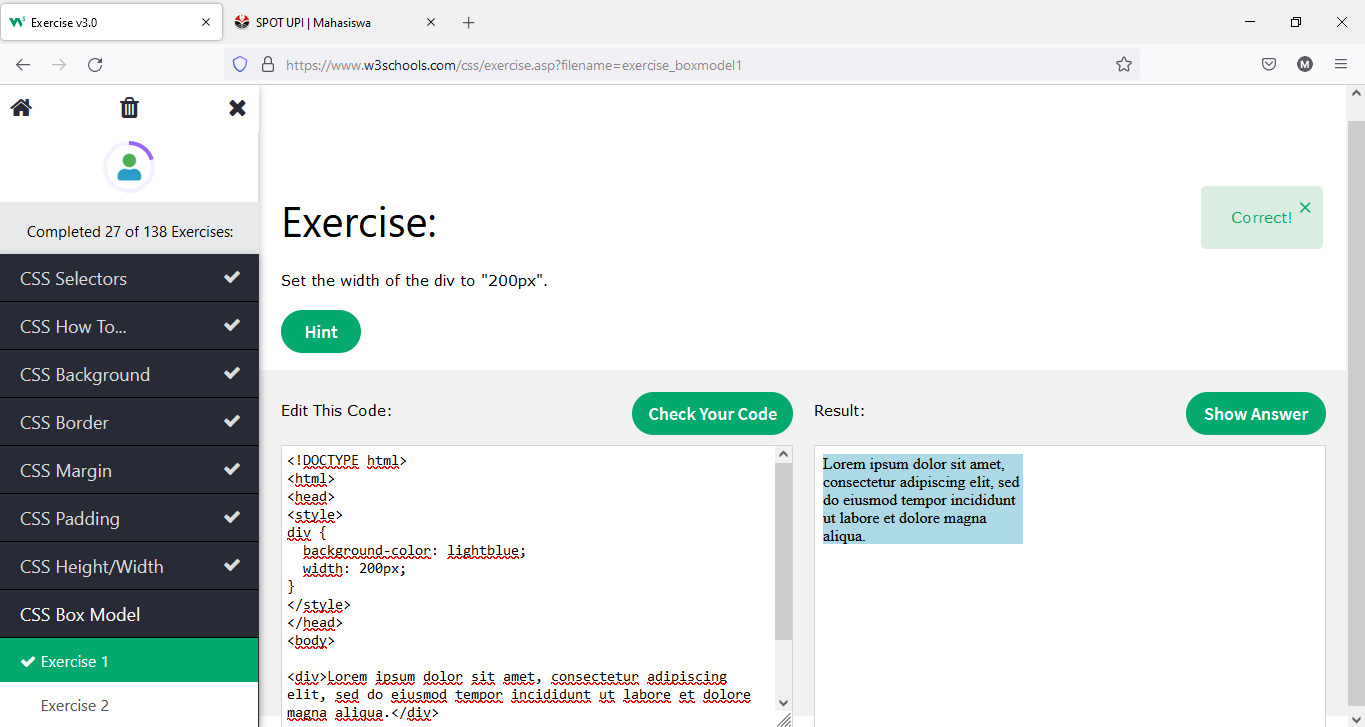 Exercise v3.0
SPOT UPI | Mahasiswa
https://www.w3schools.com/css/exercise.asp?filename=exercise_boxmodel1
M
Completed 27 of 138 Exercises:
CSS Selectors
CSS How To...
CSS Background
CSS Border
CSS Margin
CSS Padding
CSS Height/Width
CSS Box Model
Exercise 1
Exercise 2
Exercise:
Correct!
Set the width of the div to "200px".
Hint
Edit This Code:
Check Your Code
<!DOCTYPE html>
<html>
<head>
<style>
div {
  background-color: lightblue;
  width: 200px;
}
</style>
</head>
<body>
<div>Lorem ipsum dolor sit amet, consectetur adipiscing
elit, sed do eiusmod tempor incididunt ut labore et dolore
magna aliqua.</div>
Result:
Show Answer
Lorem ipsum dolor sit amet,
consectetur adipiscing elit, sed
do eiusmod tempor incididunt
ut labore et dolore magna
aliqua.